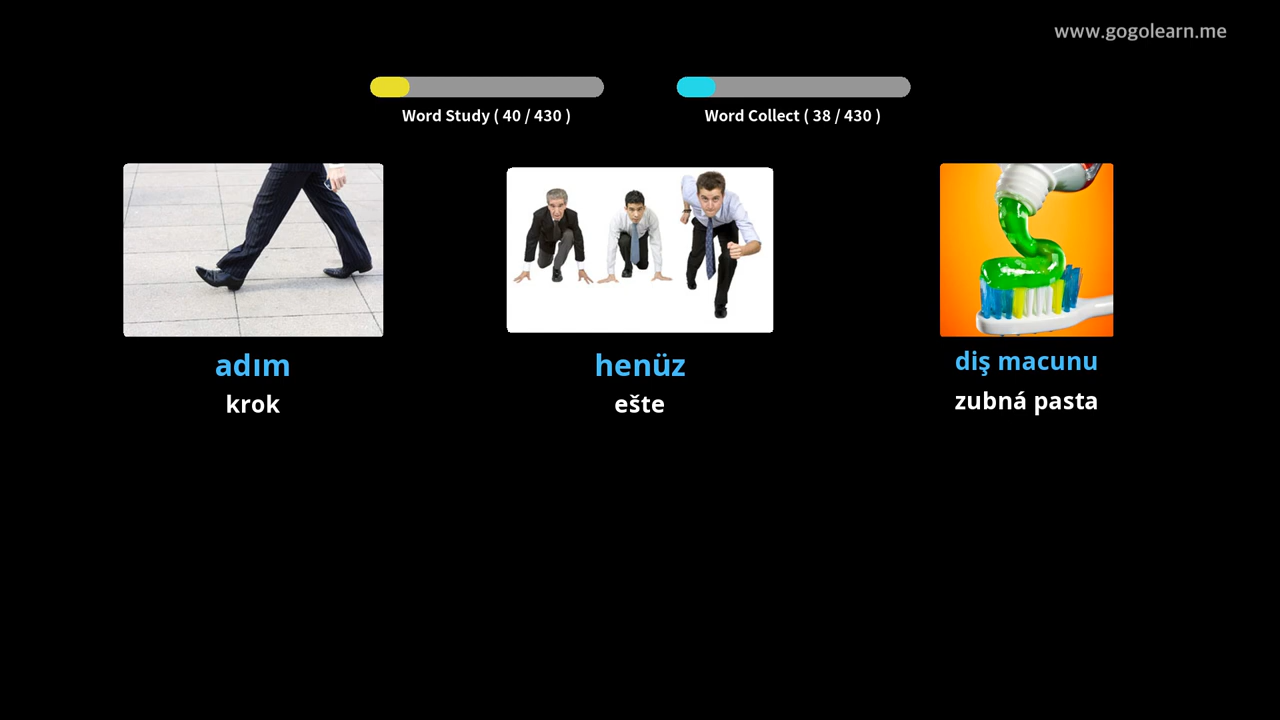 www.gogolearn.me
Word Study ( 40 / 430 )
Word Collect ( 38 / 430 )
adım
krok
henüz
ešte
diş macunu
zubná pasta